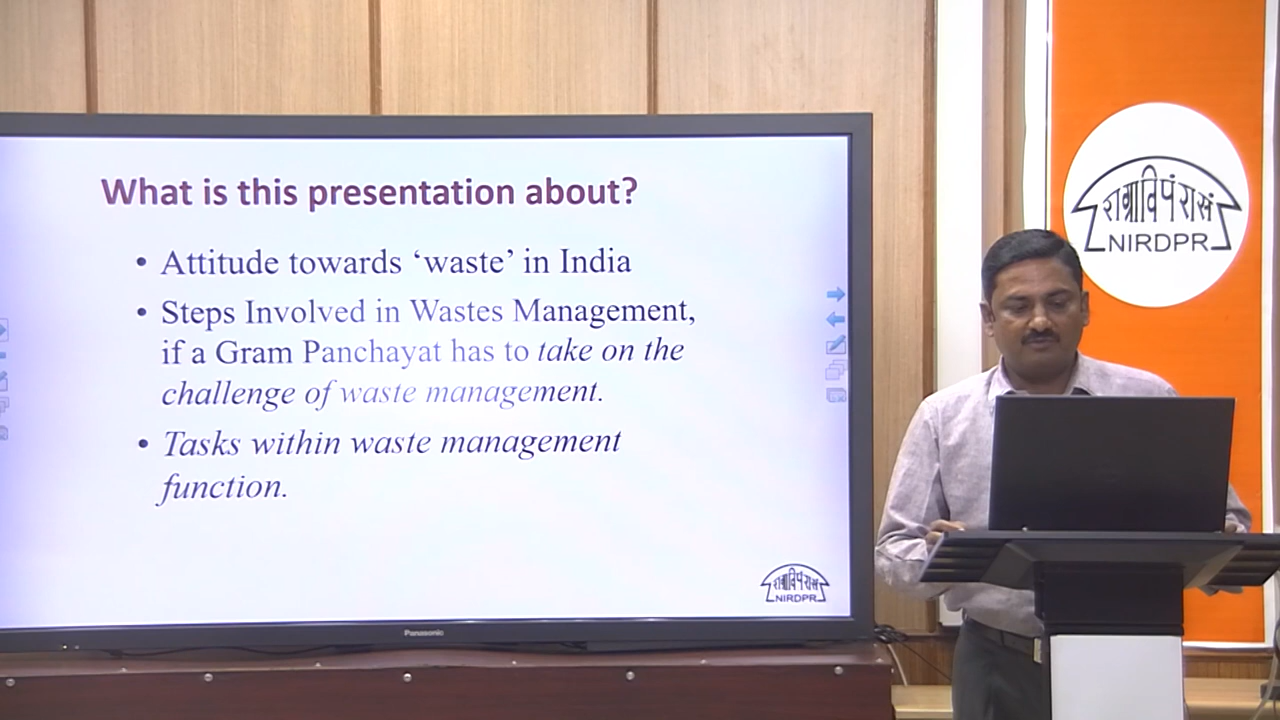 What is this presentation about?
• Attitude towards ‘waste’ in India
• Steps Involved in Wastes Management,
if a Gram Panchayat has to take on the
challenge of waste management.
• Tasks within waste management
function.
राग्राविपंरासं
NIRDPR
Panasonic
राग्राविपंरासं
NIRDPR